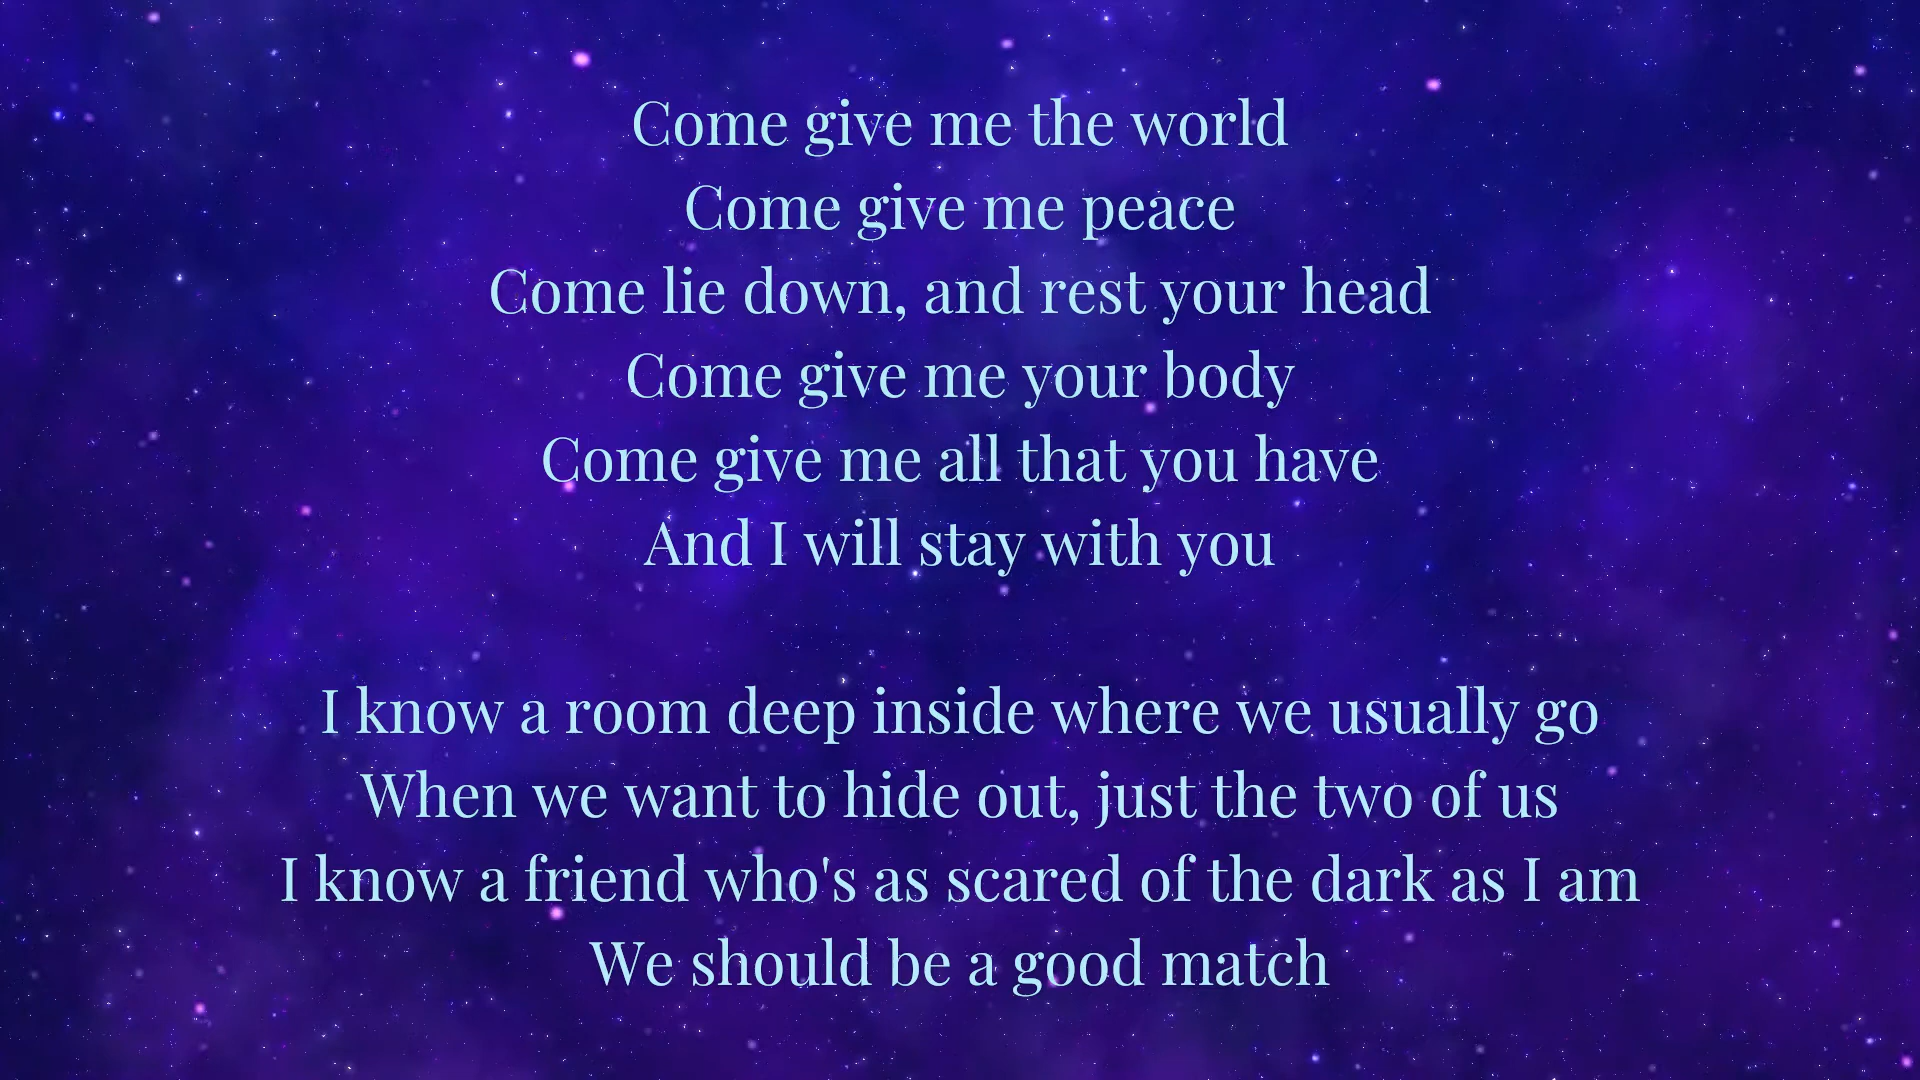 Come give me the world
Come give me peace
Come lie down, and rest your head
Come give me your body
Come give me all that you have
And I will stay with you
I know a room deep inside where we usually go
When we want to hide out, just the two of us
I know a friend who's as scared of the dark as I am
We should be a good match